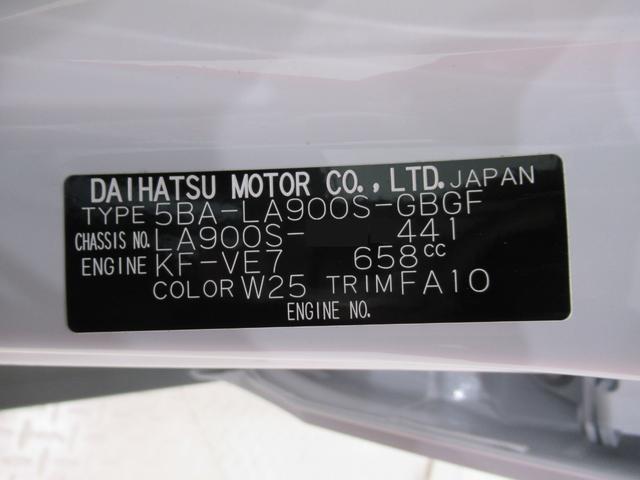 DAIHATSU MOTOR CO., LTD. JAPAN
TYPE 5BA-LA900S-GBGF
CHASSIS NO. LA900S- 441
ENGINE KF-VE7 658cc
COLOR W25 TRIM FA10
ENGINE NO.